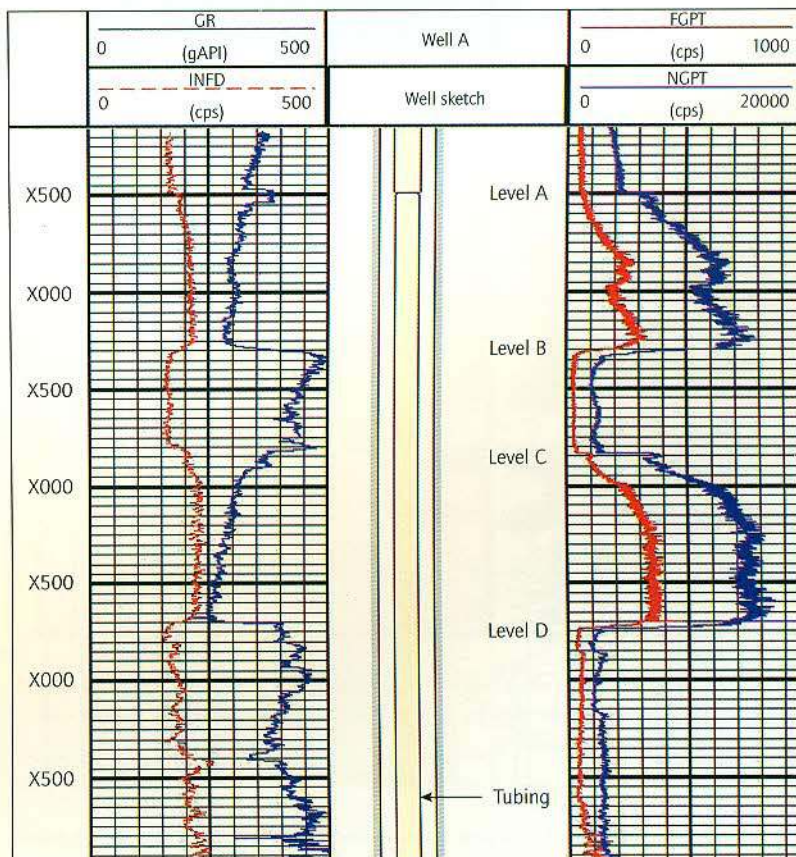 GR
0 (gAPI) 500
INFD
0 (cps) 500
Well A
Well sketch
FGPT
0 (cps) 1000
NGPT
0 (cps) 20000
X500
Level A
X000
Level B
X500
Level C
X000
X500
Level D
X000
X500
Tubing